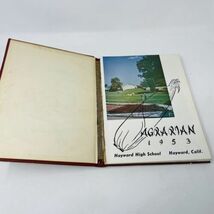 AGRARIAN
1953
Hayward High School Hayward, Calif.